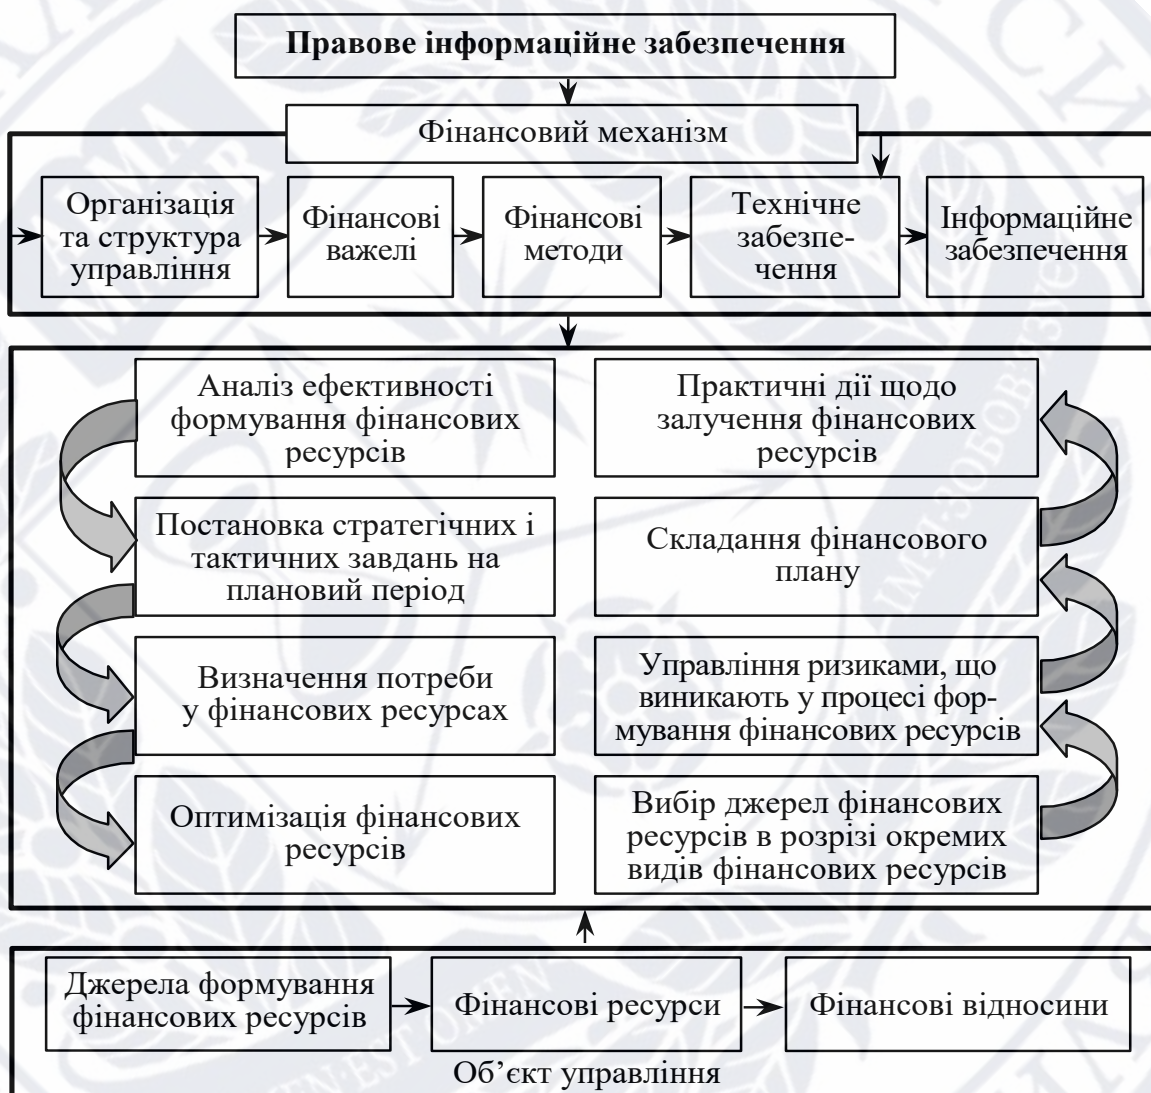 Правове інформаційне забезпечення
Фінансовий механізм
Організація
та структура
управління
Фінансові
важелі
Фінансові
методи
Технічне
забезпе-
чення
Інформаційне
забезпечення
Аналіз ефективності
формування фінансових
ресурсів
Постановка стратегічних і
тактичних завдань на
плановий період
Визначення потреби
у фінансових ресурсах
Оптимізація фінансових
ресурсів
Практичні дії щодо
залучення фінансових
ресурсів
Складання фінансового
плану
Управління ризиками, що
виникають у процесі фор-
мування фінансових ресурсів
Вибір джерел фінансових
ресурсів в розрізі окремих
видів фінансових ресурсів
Джерела формування
фінансових ресурсів
Фінансові ресурси
Фінансові відносини
Об’єкт управління